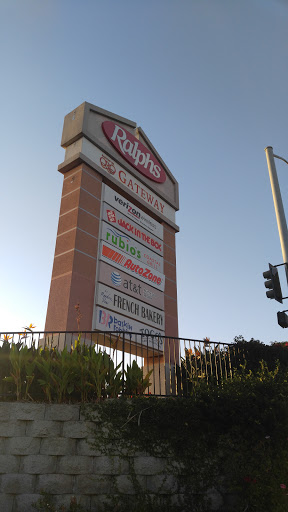 Ralphs
GATEWAY
verizon
JACK IN THE BOX
rubio's
AutoZone
at&t
FRENCH BAKERY